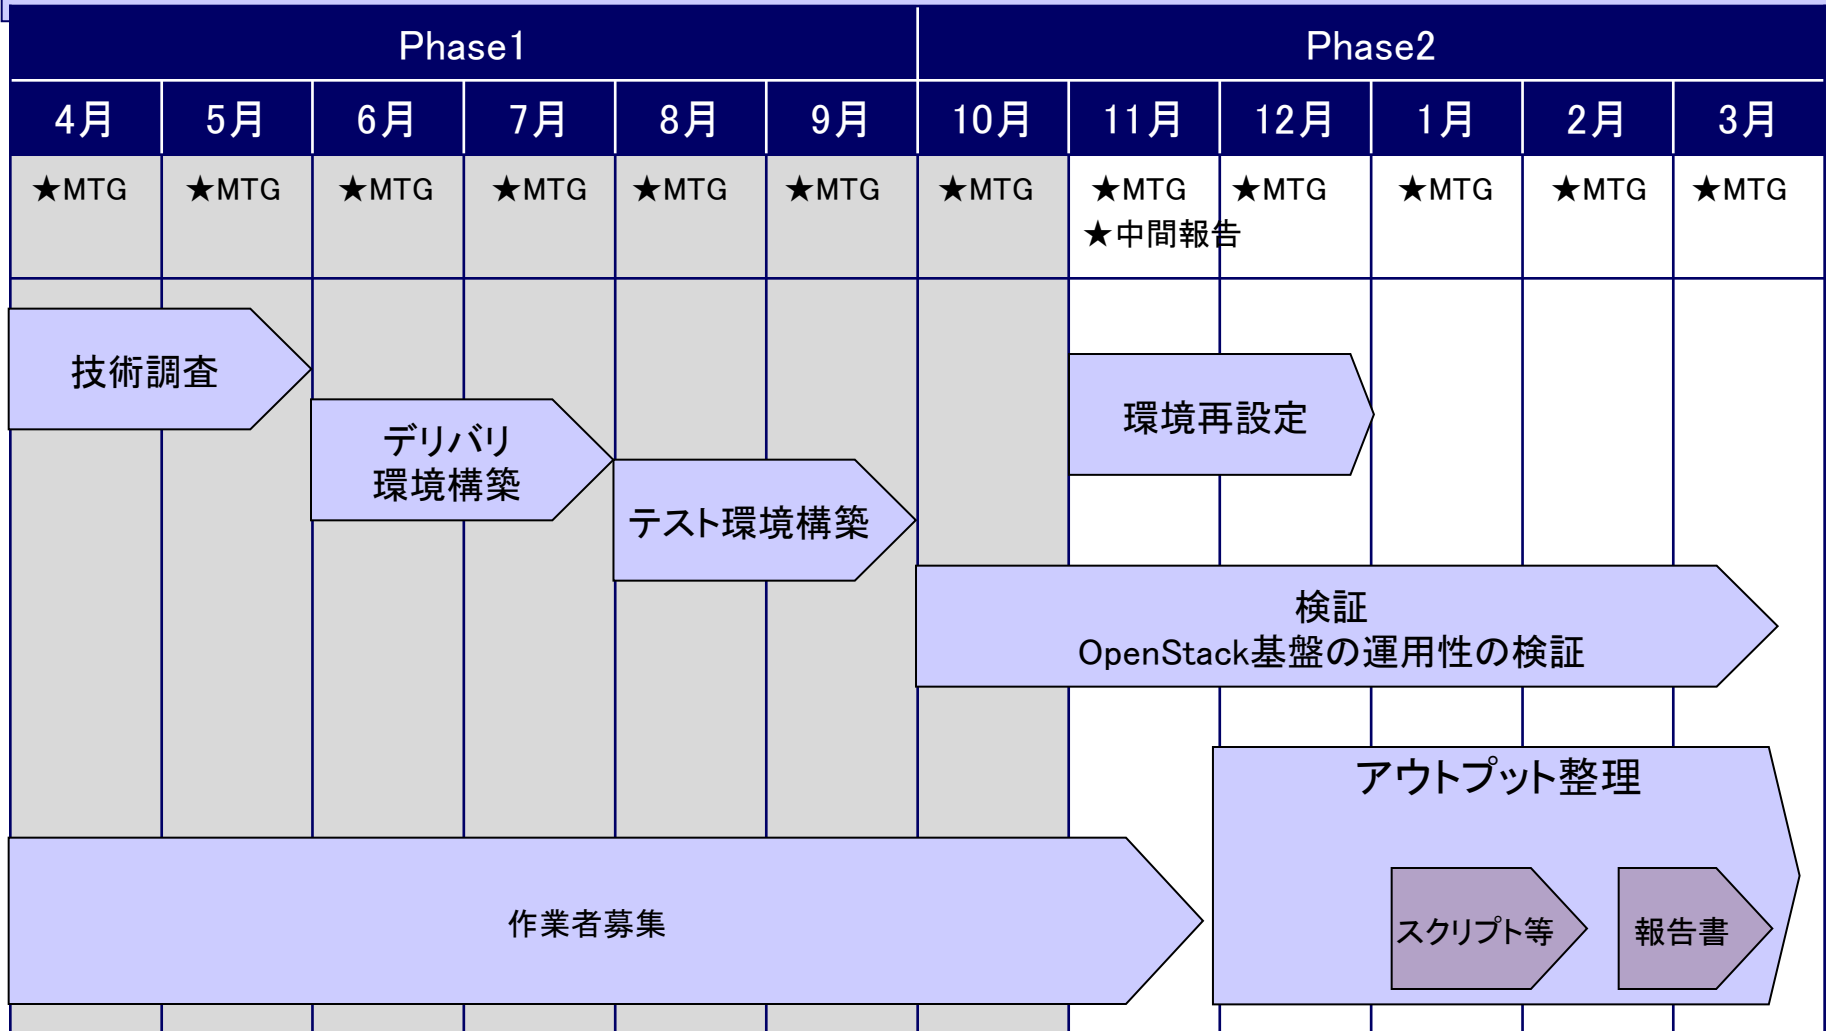 Phase1
Phase2
4月
5月
6月
7月
8月
9月
10月
11月
12月
1月
2月
3月
★MTG
★MTG
★MTG
★MTG
★MTG
★MTG
★MTG
★MTG
★MTG
★MTG
★MTG
★MTG
★中間報告
技術調査
環境再設定
デリバリ
環境構築
テスト環境構築
検証
OpenStack基盤の運用性の検証
アウトプット整理
作業者募集
スクリプト等
報告書